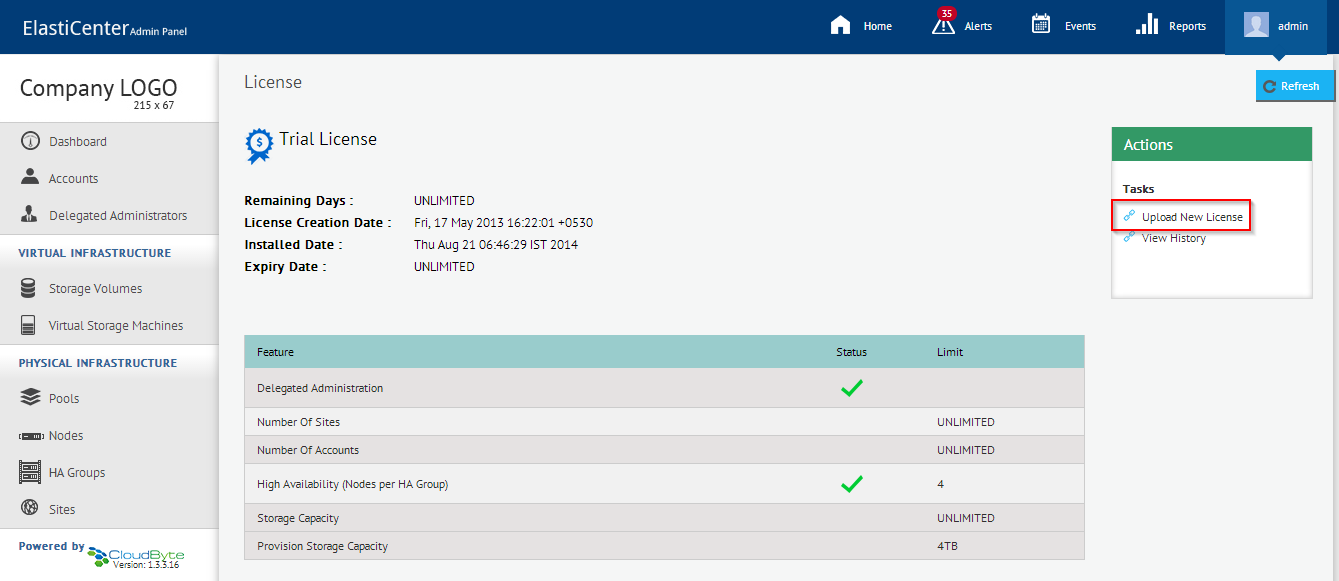 ElastiCenter Admin Panel
Home
35
Alerts
Events
Reports
admin
Refresh
Company LOGO
215 x 67
Dashboard
Accounts
Delegated Administrators
VIRTUAL INFRASTRUCTURE
Storage Volumes
Virtual Storage Machines
PHYSICAL INFRASTRUCTURE
Pools
Nodes
HA Groups
Sites
Powered by CloudByte
Version: 1.3.3.16
License
$ Trial License
Remaining Days : UNLIMITED
License Creation Date : Fri, 17 May 2013 16:22:01 +0530
Installed Date : Thu Aug 21 06:46:29 IST 2014
Expiry Date : UNLIMITED
Feature Status Limit
Delegated Administration
Number Of Sites UNLIMITED
Number Of Accounts UNLIMITED
High Availability (Nodes per HA Group) 4
Storage Capacity UNLIMITED
Provision Storage Capacity 4TB
Actions
Tasks
Upload New License
View History